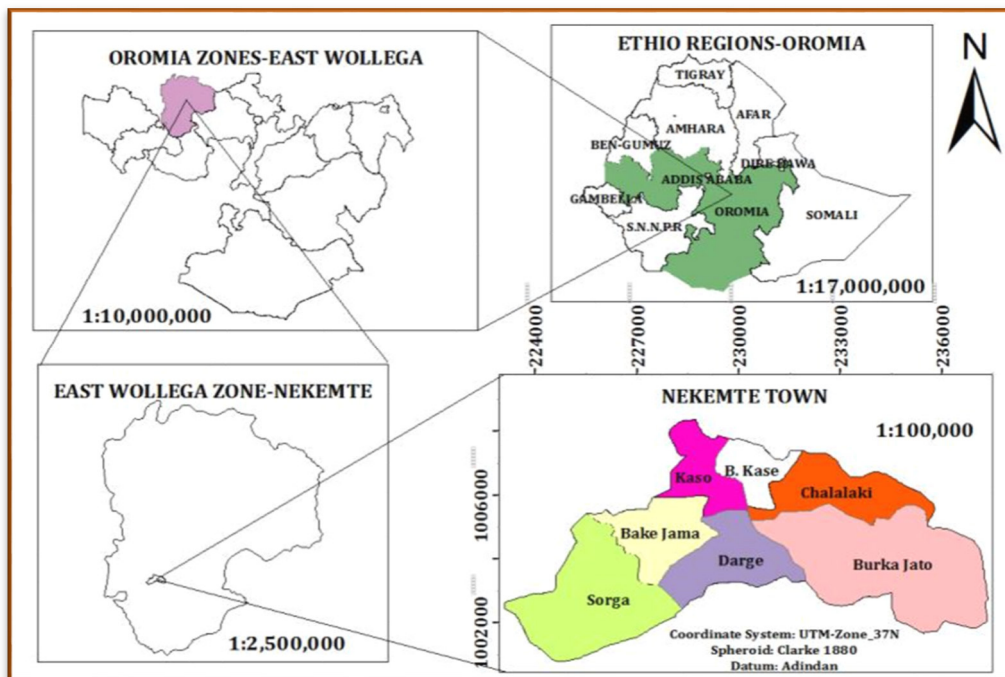 OROMIA ZONES-EAST WOLLEGA
1:10,000,000
ETHIO REGIONS-OROMIA
N
TIGRAY
AFAR
AMHARA
BEN-GUMUZ
DIRE DAWA
ADDIS ABABA
GAMBELLA
OROMIA
SOMALI
S.N.N.P.R
1:17,000,000
EAST WOLLEGA ZONE-NEKEMTE
1:2,500,000
224000
227000
230000
233000
236000
NEKEMTE TOWN
1:100,000
1006000
1002000
B. Kase
Kaso
Chalalaki
Bake Jama
Darge
Burka Jato
Sorga
Coordinate System: UTM-Zone_37N
Spheroid: Clarke 1880
Datum: Adindan